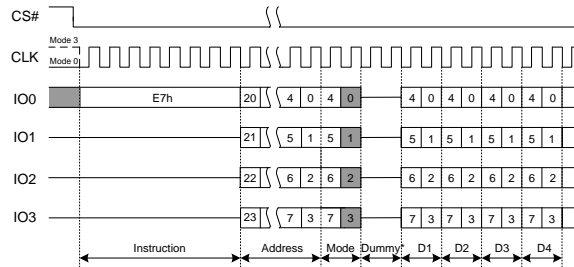 CS#
Mode 3
CLK
Mode 0
IO0 E7h 20 4 0 4 0 4 0 4 0 4 0 4 0
IO1 21 5 1 5 1 5 1 5 1 5 1 5 1
IO2 22 6 2 6 2 6 2 6 2 6 2 6 2
IO3 23 7 3 7 3 7 3 7 3 7 3 7 3
Instruction Address Mode Dummy* D1 D2 D3 D4